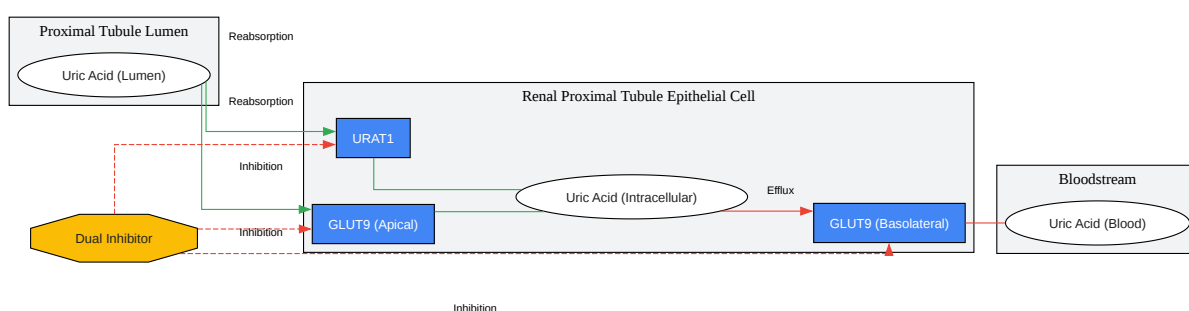 Proximal Tubule Lumen
Reabsorption
Uric Acid (Lumen)
Reabsorption
Renal Proximal Tubule Epithelial Cell
URAT1
Inhibition
Bloodstream
Efflux
Uric Acid (Intracellular)
GLUT9 (Apical)
GLUT9 (Basolateral)
Uric Acid (Blood)
Dual Inhibitor
Inhibition
Inhibition